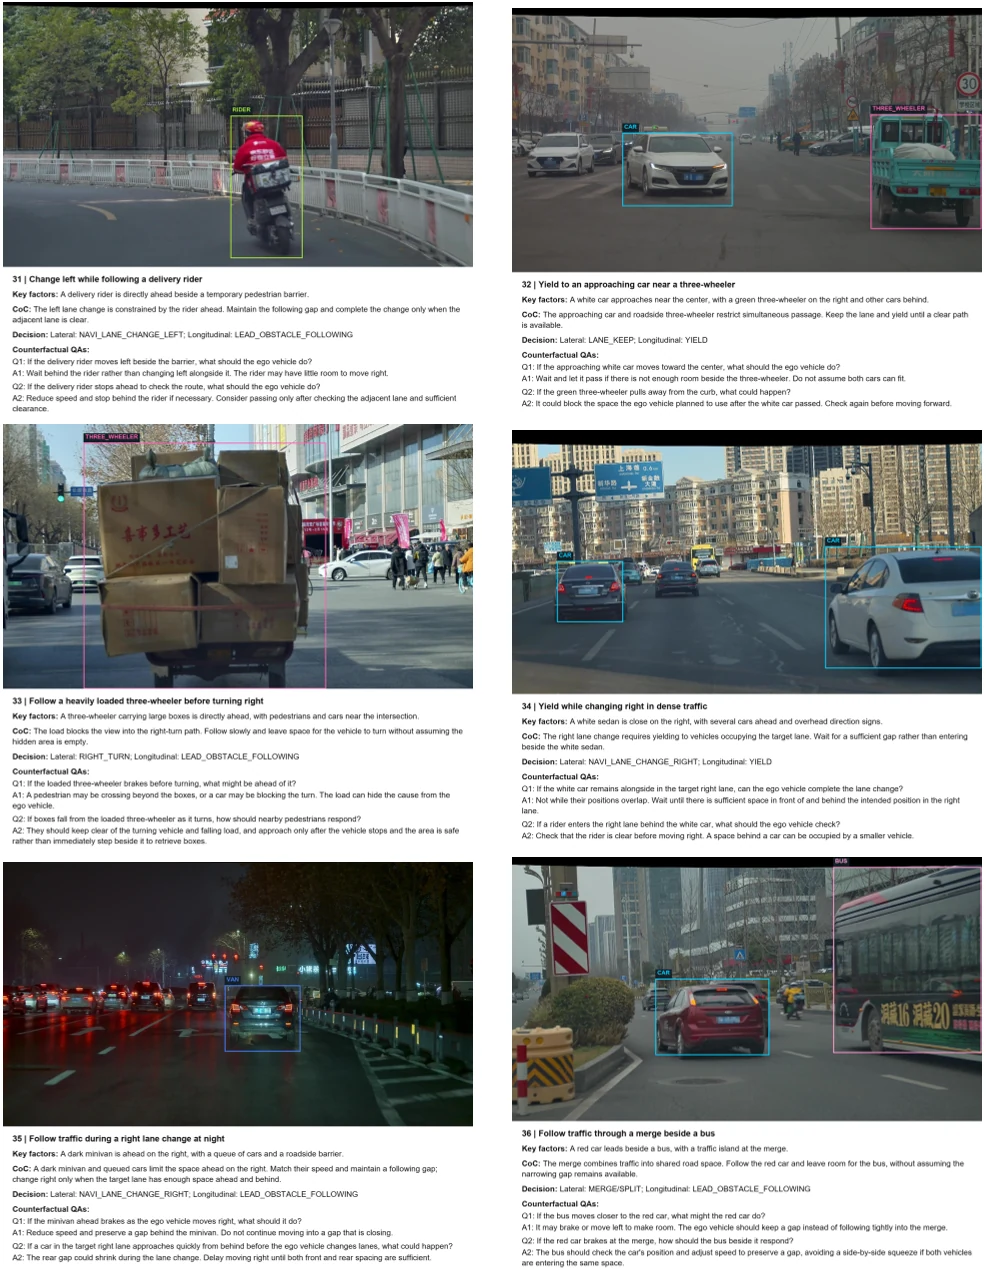 RIDER
31 | Change left while following a delivery rider
Key factors: A delivery rider is directly ahead beside a temporary pedestrian barrier.
CoC: The left lane change is constrained by the rider ahead. Maintain the following gap and complete the change only when the
adjacent lane is clear.
Decision: Lateral: NAVI_LANE_CHANGE_LEFT; Longitudinal: LEAD_OBSTACLE_FOLLOWING
Counterfactual QAs:
Q1: If the delivery rider moves left beside the barrier, what should the ego vehicle do?
A1: Wait behind the rider rather than changing left alongside it. The rider may have little room to move right.
Q2: If the delivery rider stops ahead to check the route, what should the ego vehicle do?
A2: Reduce speed and stop behind the rider if necessary. Consider passing only after checking the adjacent lane and sufficient
clearance.
CAR
THREE_WHEELER
30
32 | Yield to an approaching car near a three-wheeler
Key factors: A white car approaches near the center, with a green three-wheeler on the right and other cars behind.
CoC: The approaching car and roadside three-wheeler restrict simultaneous passage. Keep the lane and yield until a clear path
is available.
Decision: Lateral: LANE_KEEP; Longitudinal: YIELD
Counterfactual QAs:
Q1: If the approaching white car moves toward the center, what should the ego vehicle do?
A1: Wait and let it pass if there is not enough room beside the three-wheeler. Do not assume both cars can fit.
Q2: If the green three-wheeler pulls away from the curb, what could happen?
A2: It could block the space the ego vehicle planned to use after the white car passed. Check again before moving forward.
THREE_WHEELER
33 | Follow a heavily loaded three-wheeler before turning right
Key factors: A three-wheeler carrying large boxes is directly ahead, with pedestrians and cars near the intersection.
CoC: The load blocks the view into the right-turn path. Follow slowly and leave space for the vehicle to turn without assuming the
hidden area is empty.
Decision: Lateral: RIGHT_TURN; Longitudinal: LEAD_OBSTACLE_FOLLOWING
Counterfactual QAs:
Q1: If the loaded three-wheeler brakes before turning, what might be ahead of it?
A1: A pedestrian may be crossing beyond the boxes, or a car may be blocking the turn. The load can hide the cause from the
ego vehicle.
Q2: If boxes fall from the loaded three-wheeler as it turns, how should nearby pedestrians respond?
A2: They should keep clear of the turning vehicle and falling load, and approach only after the vehicle stops and the area is safe
rather than immediately step beside it to retrieve boxes.
上海路 0.6
CAR
CAR
34 | Yield while changing right in dense traffic
Key factors: A white sedan is close on the right, with several cars ahead and overhead direction signs.
CoC: The right lane change requires yielding to vehicles occupying the target lane. Wait for a sufficient gap rather than entering
beside the white sedan.
Decision: Lateral: NAVI_LANE_CHANGE_RIGHT; Longitudinal: YIELD
Counterfactual QAs:
Q1: If the white car remains alongside in the target right lane, can the ego vehicle complete the lane change?
A1: Not while their positions overlap. Wait until there is sufficient space in front of and behind the intended position in the right
lane.
Q2: If a rider enters the right lane behind the white car, what should the ego vehicle check?
A2: Check that the rider is clear before moving right. A space behind a car can be occupied by a smaller vehicle.
VAN
35 | Follow traffic during a right lane change at night
Key factors: A dark minivan is ahead on the right, with a queue of cars and a roadside barrier.
CoC: A dark minivan and queued cars limit the space ahead on the right. Match their speed and maintain a following gap;
change right only when the target lane has enough space ahead and behind.
Decision: Lateral: NAVI_LANE_CHANGE_RIGHT; Longitudinal: LEAD_OBSTACLE_FOLLOWING
Counterfactual QAs:
Q1: If the minivan ahead brakes as the ego vehicle moves right, what should it do?
A1: Reduce speed and preserve a gap behind the minivan. Do not continue moving into a gap that is closing.
Q2: If a car in the target right lane approaches quickly from behind before the ego vehicle changes lanes, what could happen?
A2: The rear gap could shrink during the lane change. Delay moving right until both front and rear spacing are sufficient.
BUS
CAR
36 | Follow traffic through a merge beside a bus
Key factors: A red car leads beside a bus, with a traffic island at the merge.
CoC: The merge combines traffic into shared road space. Follow the red car and leave room for the bus, without assuming the
narrowing gap remains available.
Decision: Lateral: MERGE/SPLIT; Longitudinal: LEAD_OBSTACLE_FOLLOWING
Counterfactual QAs:
Q1: If the bus moves closer to the red car, what might the red car do?
A1: It may brake or move left to make room. The ego vehicle should keep a gap instead of following tightly into the merge.
Q2: If the red car brakes at the merge, how should the bus beside it respond?
A2: The bus should check the car's position and adjust speed to preserve a gap, avoiding a side-by-side squeeze if both vehicles
are entering the same space.